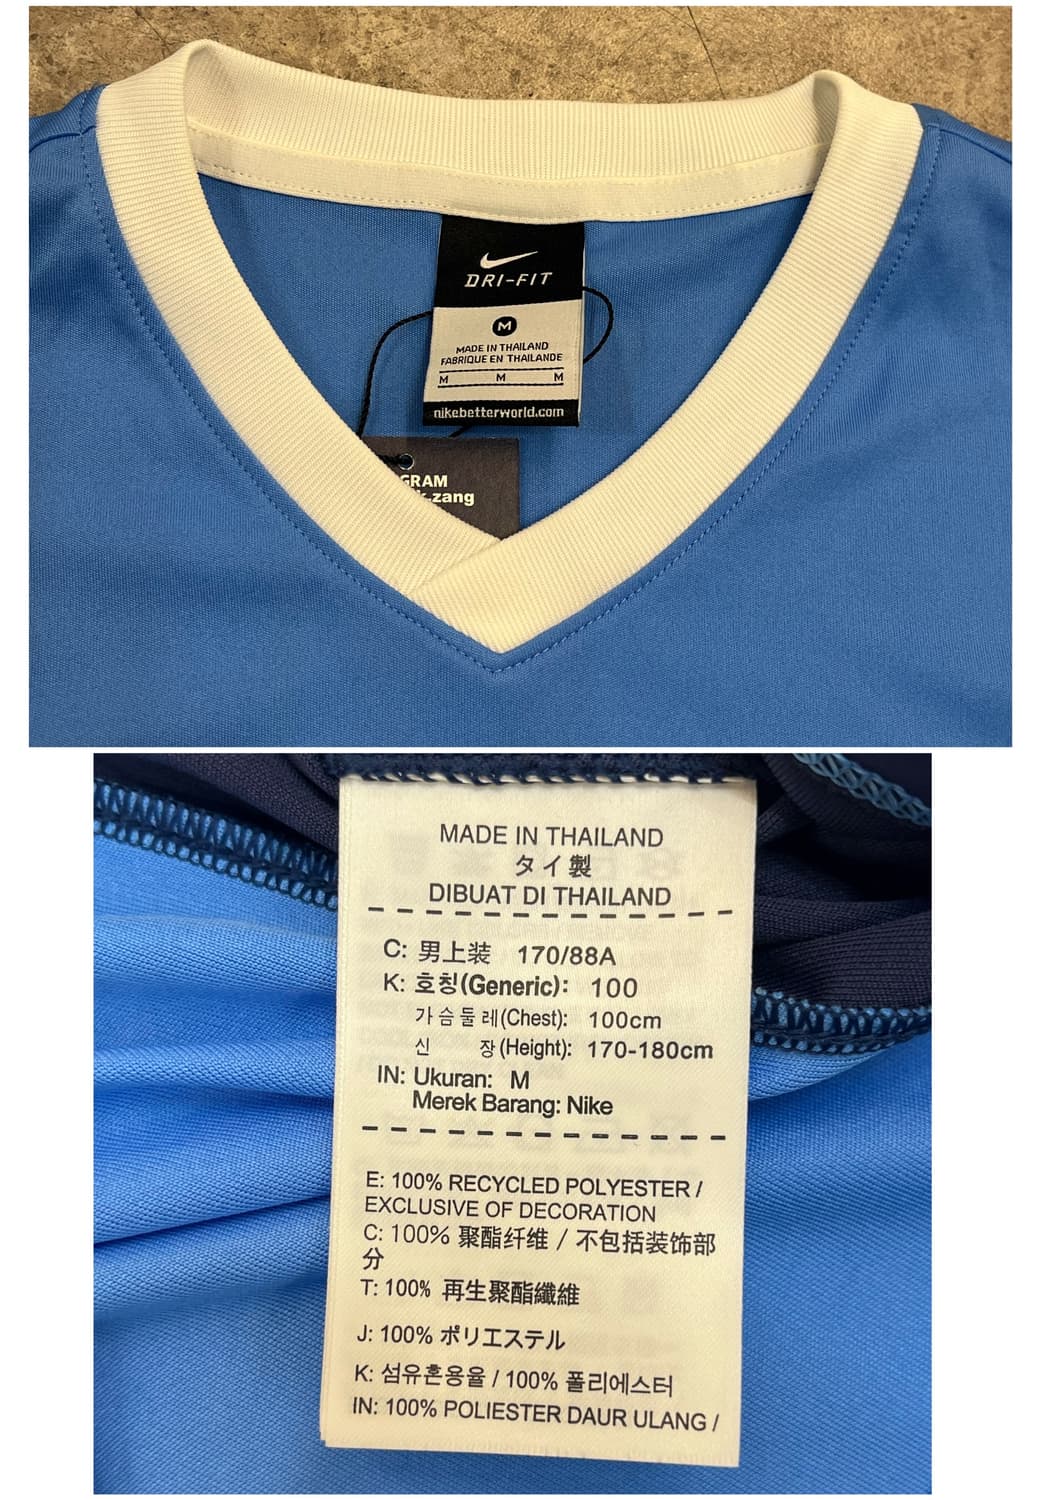 DRI-FIT
M
MADE IN THAILAND
FABRIQUE EN THAILANDE
M M M
nikebetterworld.com
GRAM
k-zang
MADE IN THAILAND
タイ製
DIBUAT DI THAILAND
C: 男上装 170/88A
K: 호칭(Generic): 100
가슴둘레(Chest): 100cm
신 장(Height): 170-180cm
IN: Ukuran: M
Merek Barang: Nike
E: 100% RECYCLED POLYESTER /
EXCLUSIVE OF DECORATION
C: 100% 聚酯纤维 / 不包括装饰部
分
T: 100% 再生聚酯纖維
J: 100% ポリエステル
K: 섬유혼용율 / 100% 폴리에스터
IN: 100% POLIESTER DAUR ULANG /